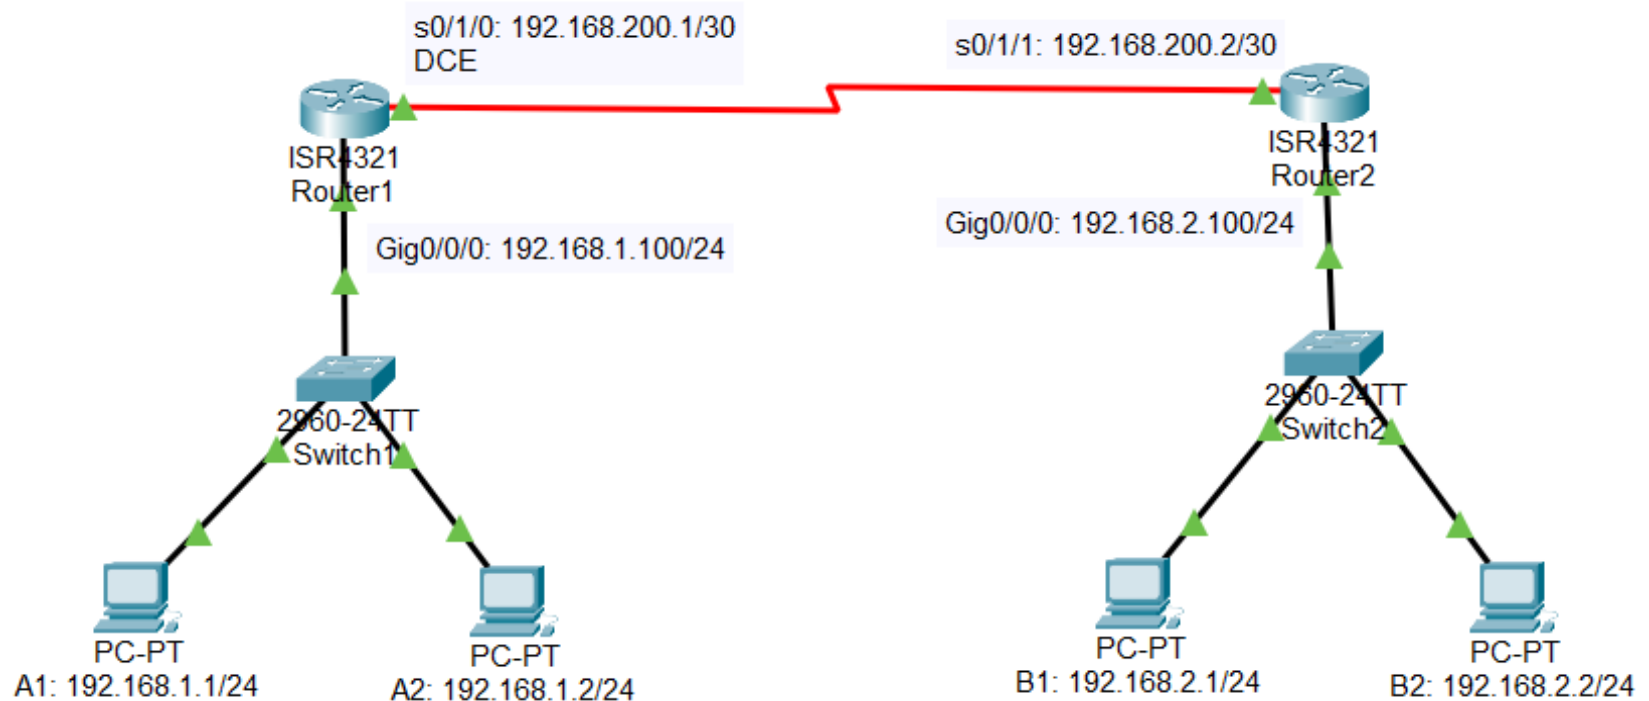 s0/1/0: 192.168.200.1/30
DCE
s0/1/1: 192.168.200.2/30
ISR4321
Router1
ISR4321
Router2
Gig0/0/0: 192.168.1.100/24
Gig0/0/0: 192.168.2.100/24
2960-24TT
Switch1
2960-24TT
Switch2
PC-PT
A1: 192.168.1.1/24
PC-PT
A2: 192.168.1.2/24
PC-PT
B1: 192.168.2.1/24
PC-PT
B2: 192.168.2.2/24